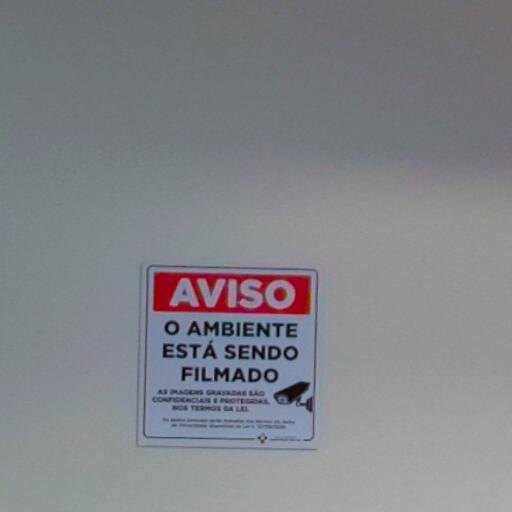 AVISO
O AMBIENTE
ESTÁ SENDO
FILMADO
AS IMAGENS GRAVADAS SÃO
CONFIDENCIAIS E PROTEGIDAS,
NOS TERMOS DA LEI.